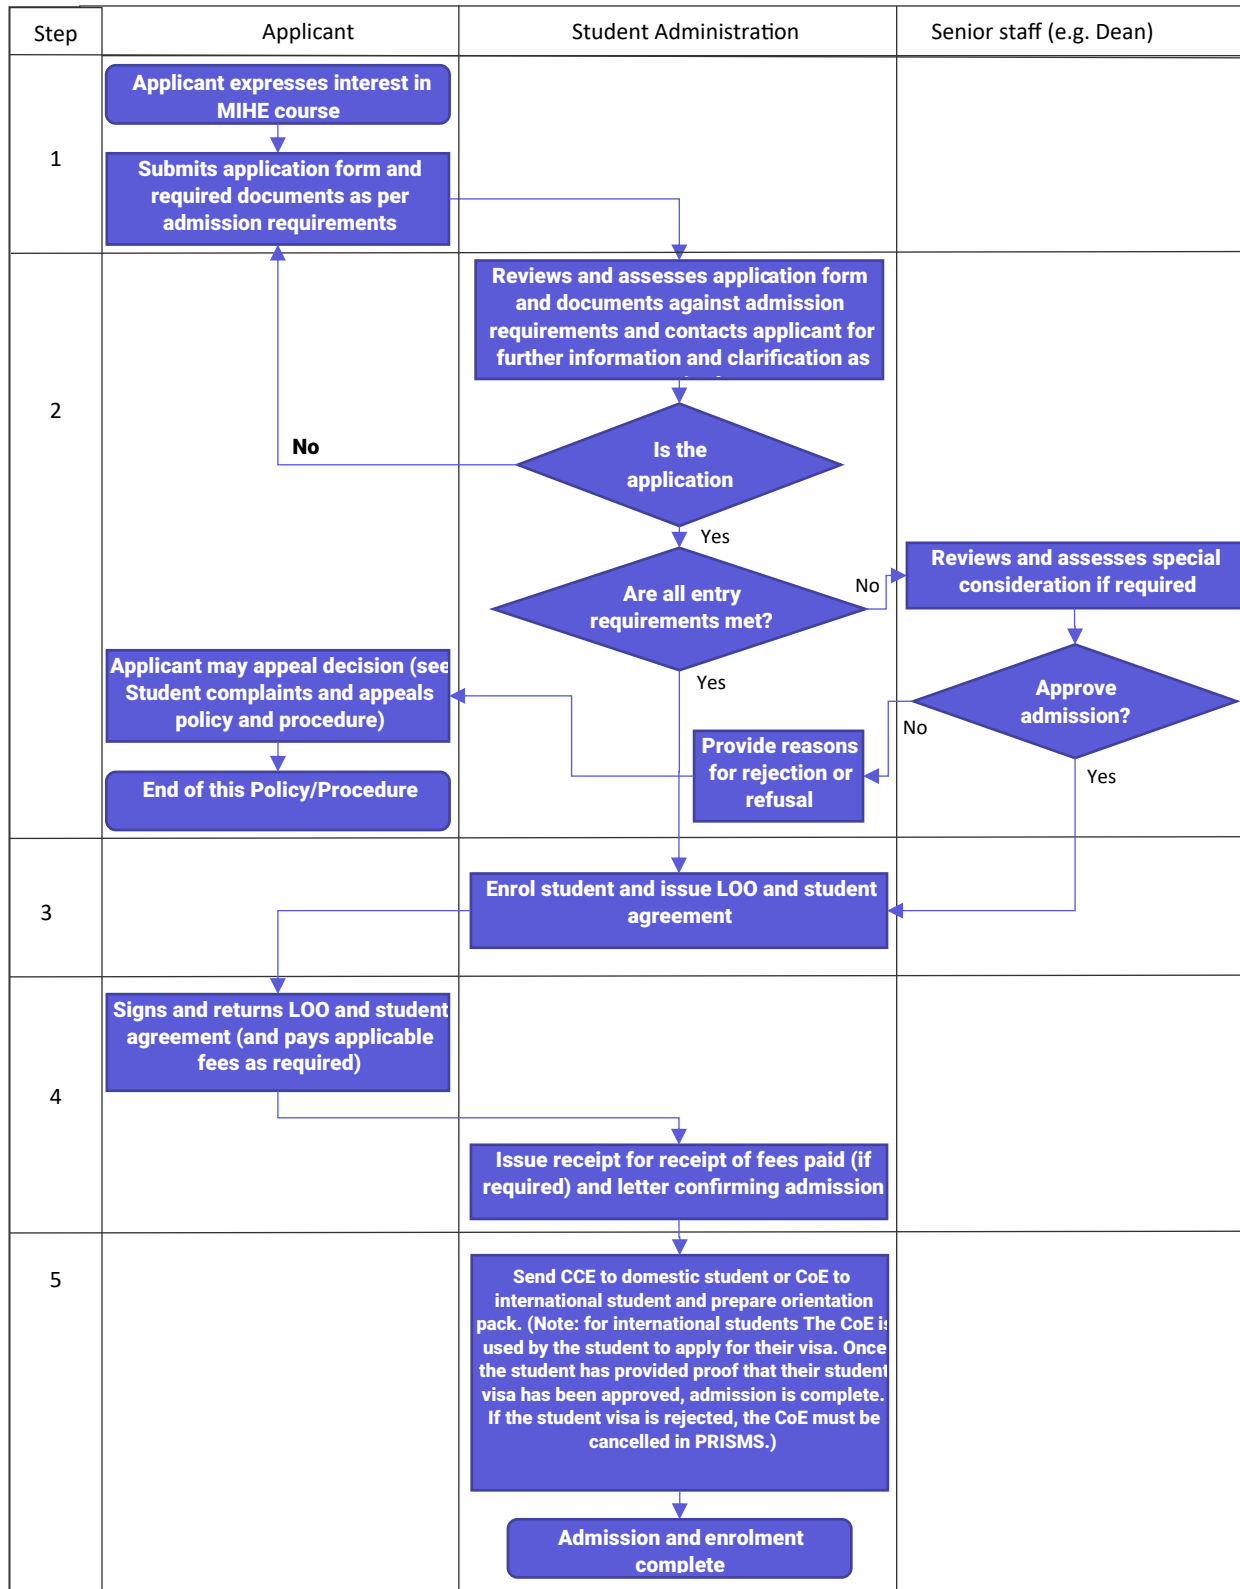 Step
Applicant
Student Administration
Senior staff (e.g. Dean)
1
Applicant expresses interest in
MIHE course
Submits application form and
required documents as per
admission requirements
2
Reviews and assesses application form
and documents against admission
requirements and contacts applicant for
further information and clarification as
Is the
application
No
Yes
Are all entry
requirements met?
No
Yes
Reviews and assesses special
consideration if required
Approve
admission?
No
Yes
Provide reasons
for rejection or
refusal
Applicant may appeal decision (see
Student complaints and appeals
policy and procedure)
End of this Policy/Procedure
3
Enrol student and issue LOO and student
agreement
4
Signs and returns LOO and student
agreement (and pays applicable
fees as required)
Issue receipt for receipt of fees paid (if
required) and letter confirming admission
5
Send CCE to domestic student or CoE to
international student and prepare orientation
pack. (Note: for international students The CoE is
used by the student to apply for their visa. Once
the student has provided proof that their student
visa has been approved, admission is complete.
If the student visa is rejected, the CoE must be
cancelled in PRISMS.)
Admission and enrolment
complete